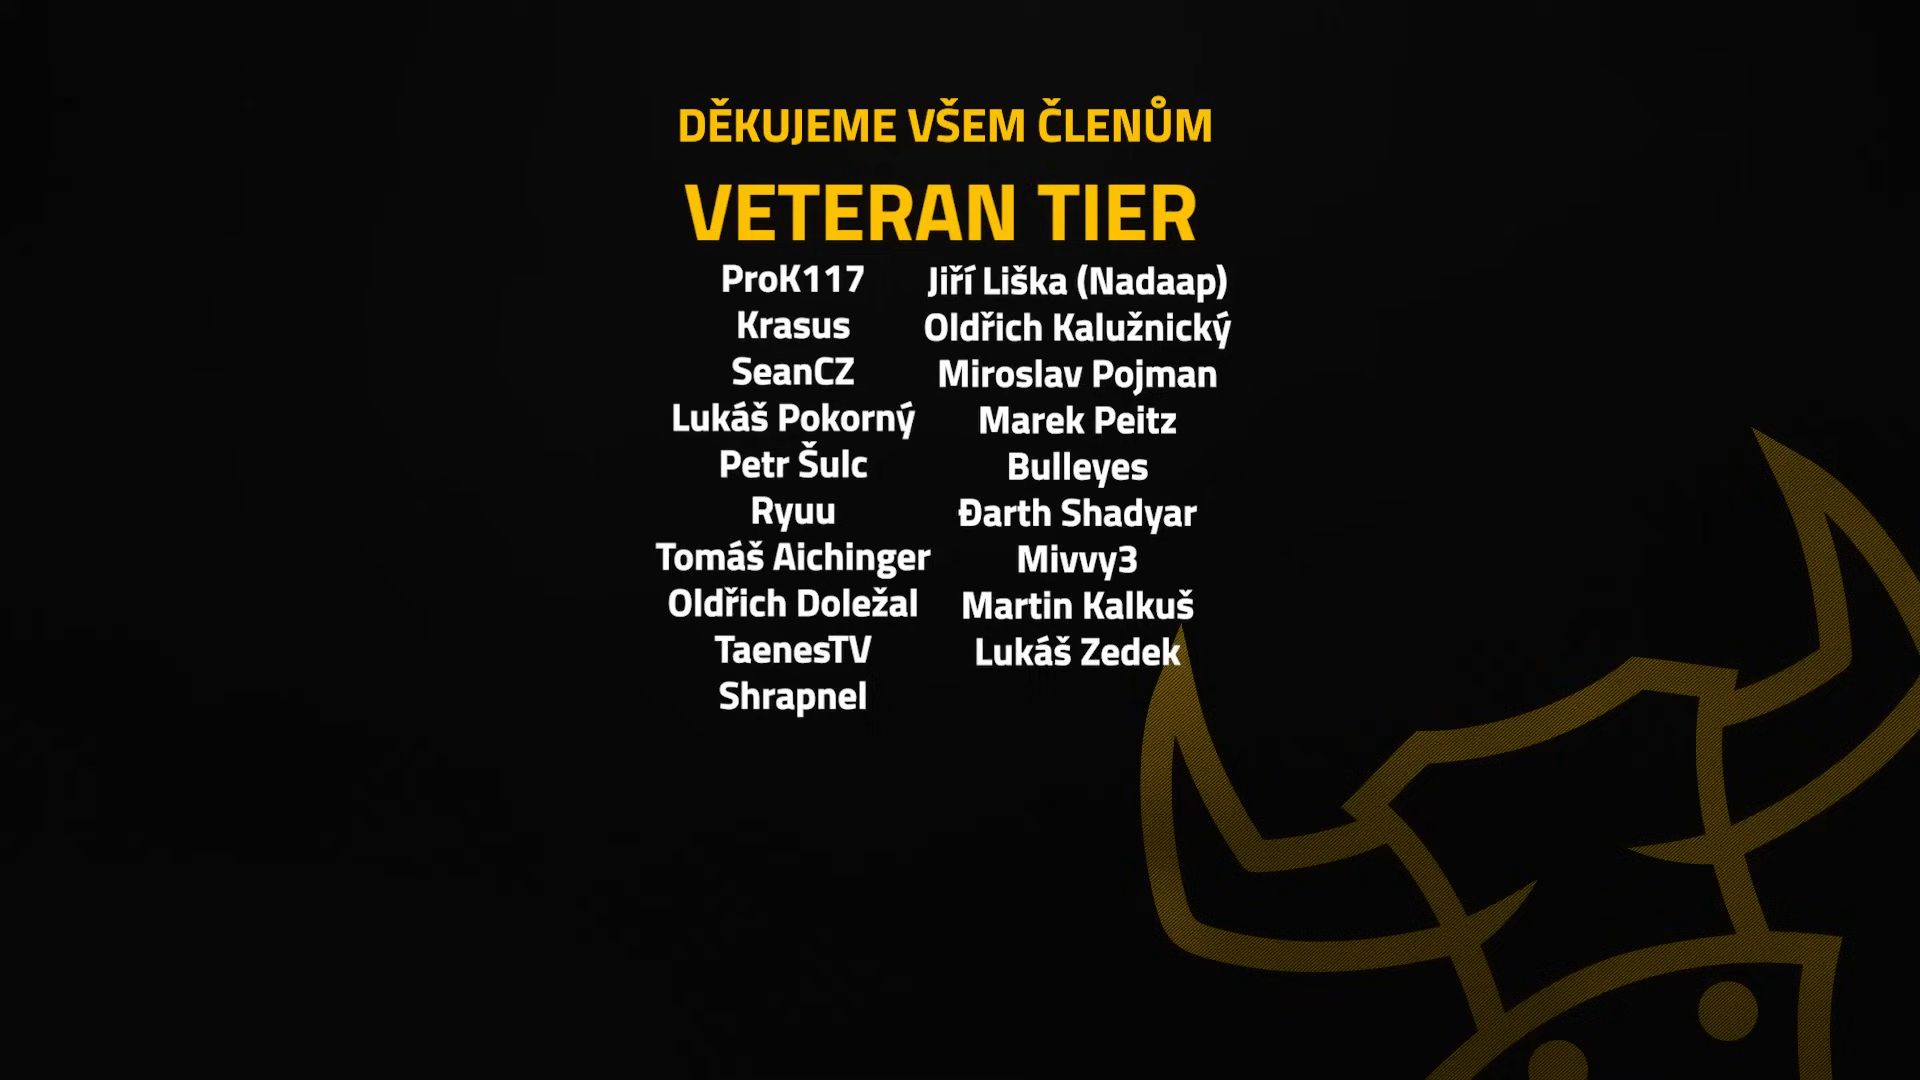 DĚKUJEME VŠEM ČLENŮM
VETERAN TIER
ProK117
Krasus
SeanCZ
Lukáš Pokorný
Petr Šulc
Ryuu
Tomáš Aichinger
Oldřich Doležal
TaenesTV
Shrapnel
Jiří Liška (Nadaap)
Oldřich Kalužnický
Miroslav Pojman
Marek Peitz
Bulleyes
Đarth Shadyar
Mivvy3
Martin Kalkuš
Lukáš Zedek